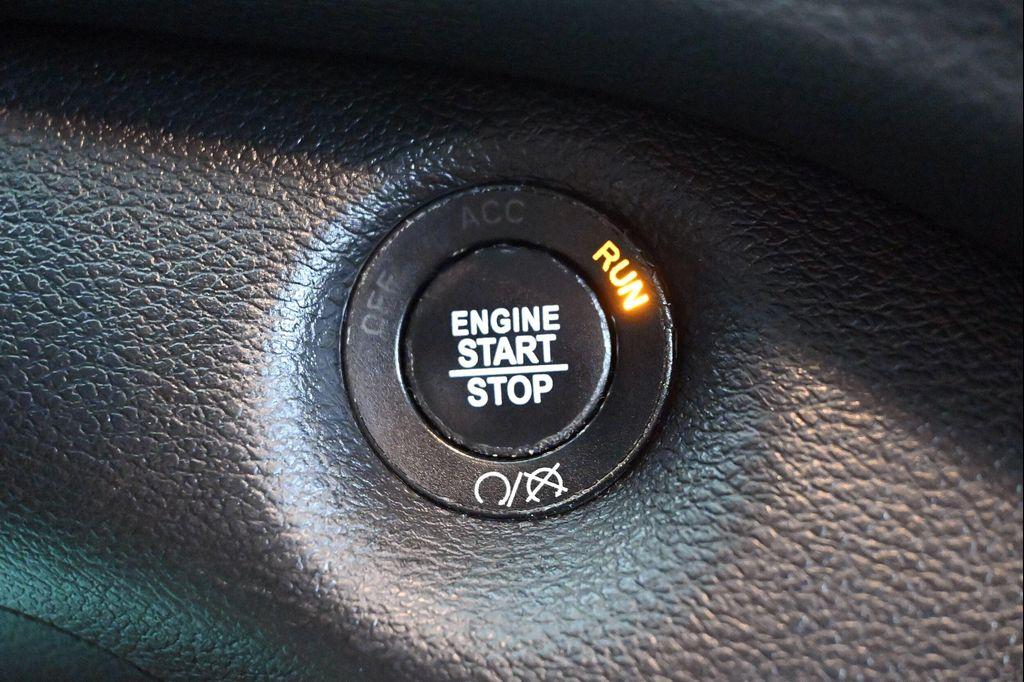 ACC
OFF
RUN
ENGINE
START
STOP